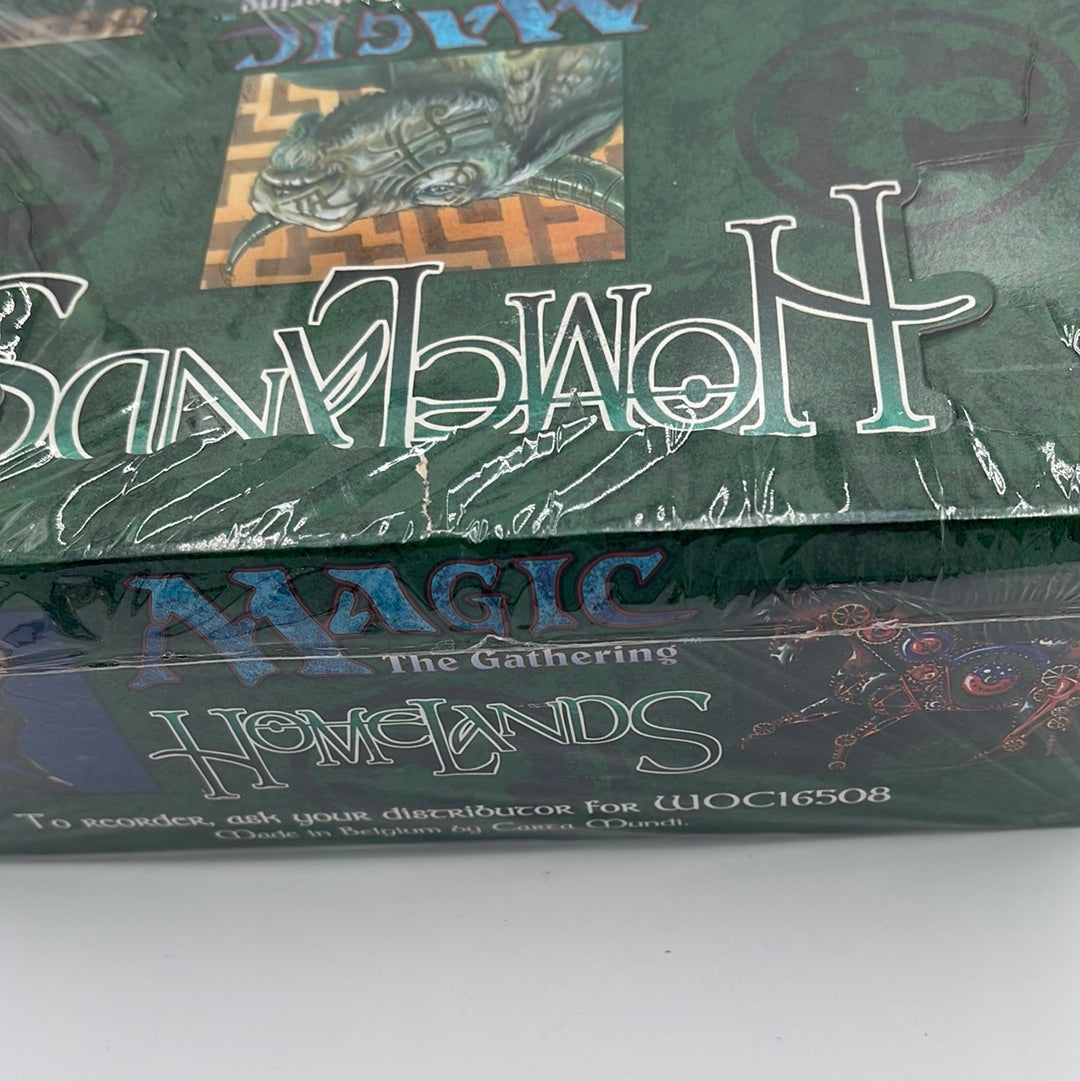 MAGIC
Gathering
HOMELANDS
MAGIC
The Gathering
HOMELANDS
To reorder, ask your distributor for WOC16508
Made in Belgium by Carta Mundi.